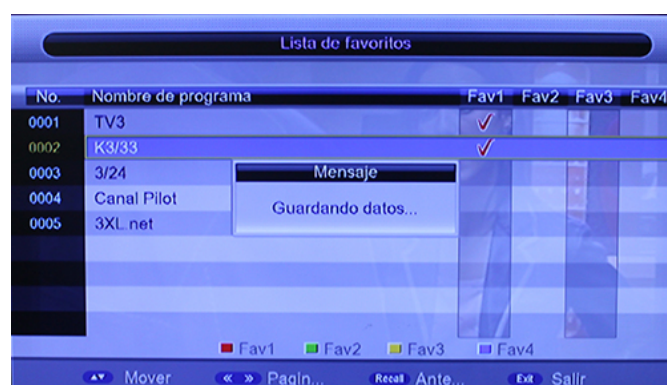 Lista de favoritos
No. Nombre de programa Fav1 Fav2 Fav3 Fav4
0001 TV3
0002 K3/33
0003 3/24
0004 Canal Pilot
0005 3XL.net
Mensaje
Guardando datos...
Fav1 Fav2 Fav3 Fav4
Mover « » Pagin... Recall Ante... Exit Salir